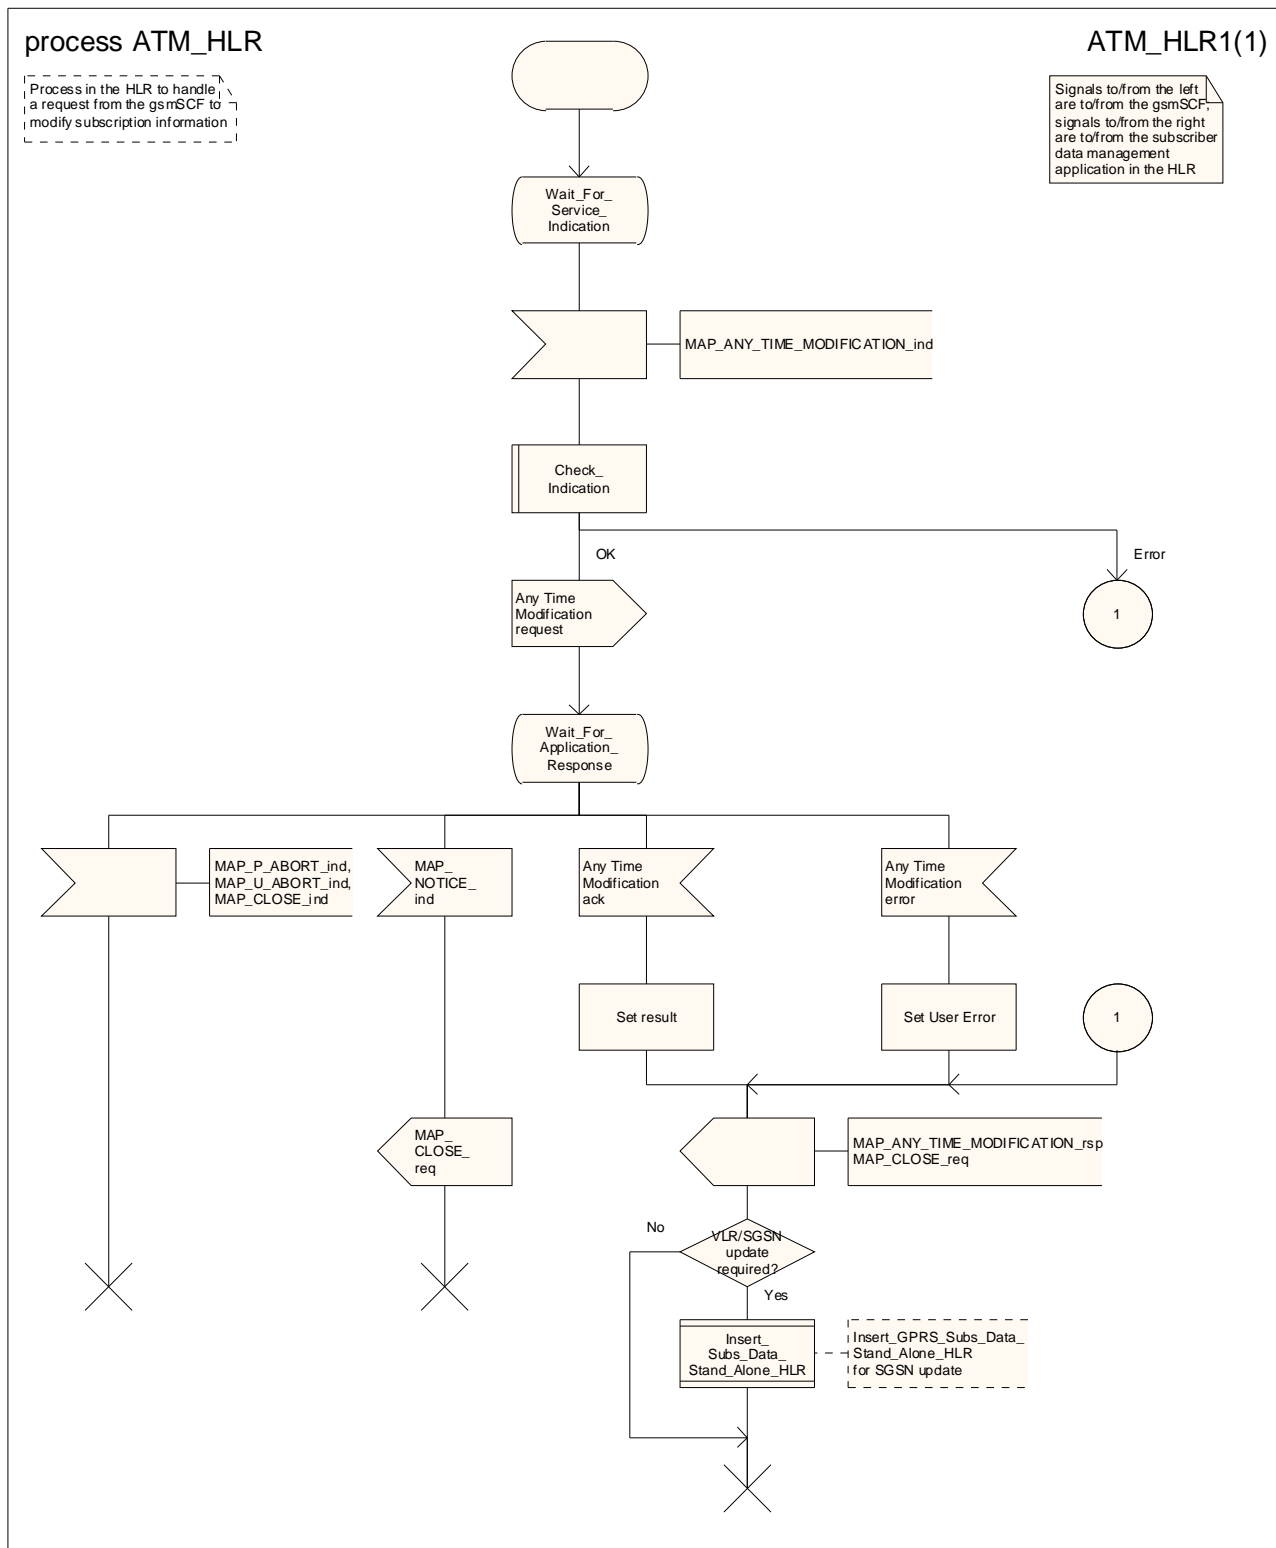 process ATM_HLR
ATM_HLR1(1)
Process in the HLR to handle
a request from the gsmSCF to
modify subscription information
Signals to/from the left
are to/from the gsmSCF;
signals to/from the right
are to/from the subscriber
data management
application in the HLR
Wait_For_
Service_
Indication
MAP_ANY_TIME_MODIFICATION_ind
Check_
Indication
OK
Error
Any Time
Modification
request
1
Wait_For_
Application_
Response
MAP_P_ABORT_ind,
MAP_U_ABORT_ind,
MAP_CLOSE_ind
MAP_
NOTICE_
ind
Any Time
Modification
ack
Any Time
Modification
error
Set result
Set User Error
1
MAP_
CLOSE_
req
MAP_ANY_TIME_MODIFICATION_rsp
MAP_CLOSE_req
No
VLR/SGSN
update
required?
Yes
Insert_
Subs_Data_
Stand_Alone_HLR
Insert_GPRS_Subs_Data_
Stand_Alone_HLR
for SGSN update